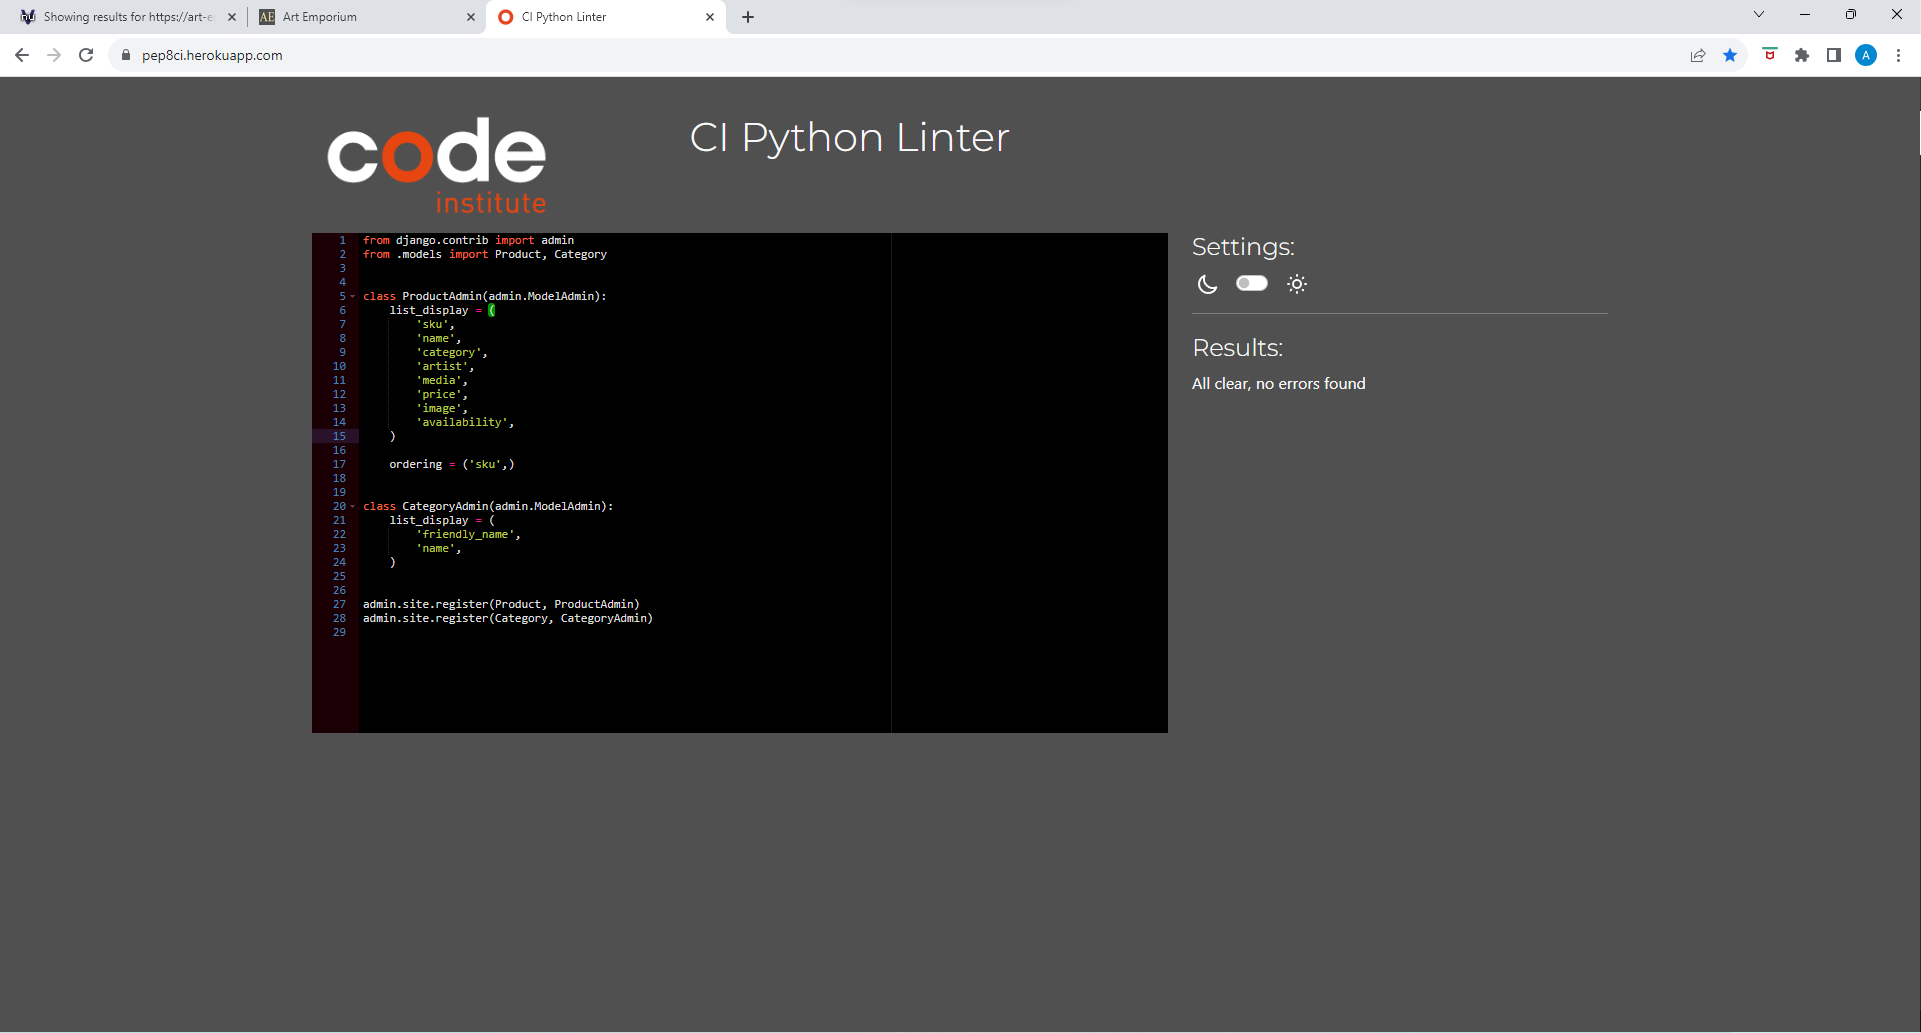 Showing results for https://art-e
Art Emporium
CI Python Linter
pep8ci.herokuapp.com
A
code
institute
CI Python Linter
1 from django.contrib import admin
2 from .models import Product, Category
3
4
5 class ProductAdmin(admin.ModelAdmin):
6     list_display = (
7         'sku',
8         'name',
9         'category',
10         'artist',
11         'media',
12         'price',
13         'image',
14         'availability',
15     )
16
17     ordering = ('sku',)
18
19
20 class CategoryAdmin(admin.ModelAdmin):
21     list_display = (
22         'friendly_name',
23         'name',
24     )
25
26
27 admin.site.register(Product, ProductAdmin)
28 admin.site.register(Category, CategoryAdmin)
29
Settings:
Results:
All clear, no errors found